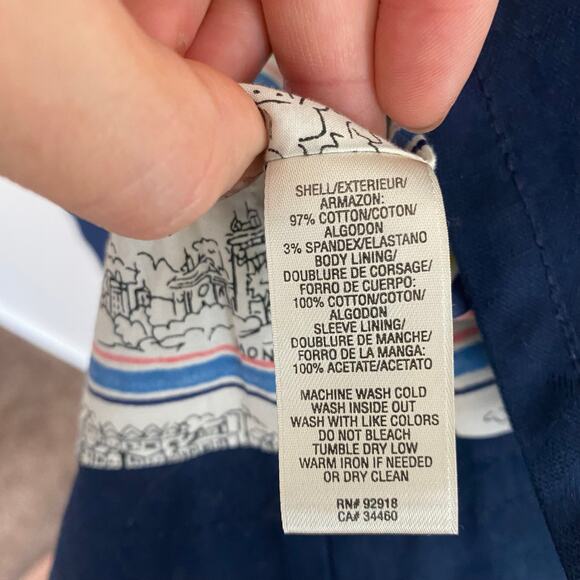 SHELL/EXTERIEUR/
ARMAZON:
97% COTTON/COTON/
ALGODON
3% SPANDEX/ELASTANO
BODY LINING/
DOUBLURE DE CORSAGE/
FORRO DE CUERPO:
100% COTTON/COTON/
ALGODON
SLEEVE LINING/
DOUBLURE DE MANCHE/
FORRO DE LA MANGA:
100% ACETATE/ACETATO
MACHINE WASH COLD
WASH INSIDE OUT
WASH WITH LIKE COLORS
DO NOT BLEACH
TUMBLE DRY LOW
WARM IRON IF NEEDED
OR DRY CLEAN
RN# 92918
CA# 34460